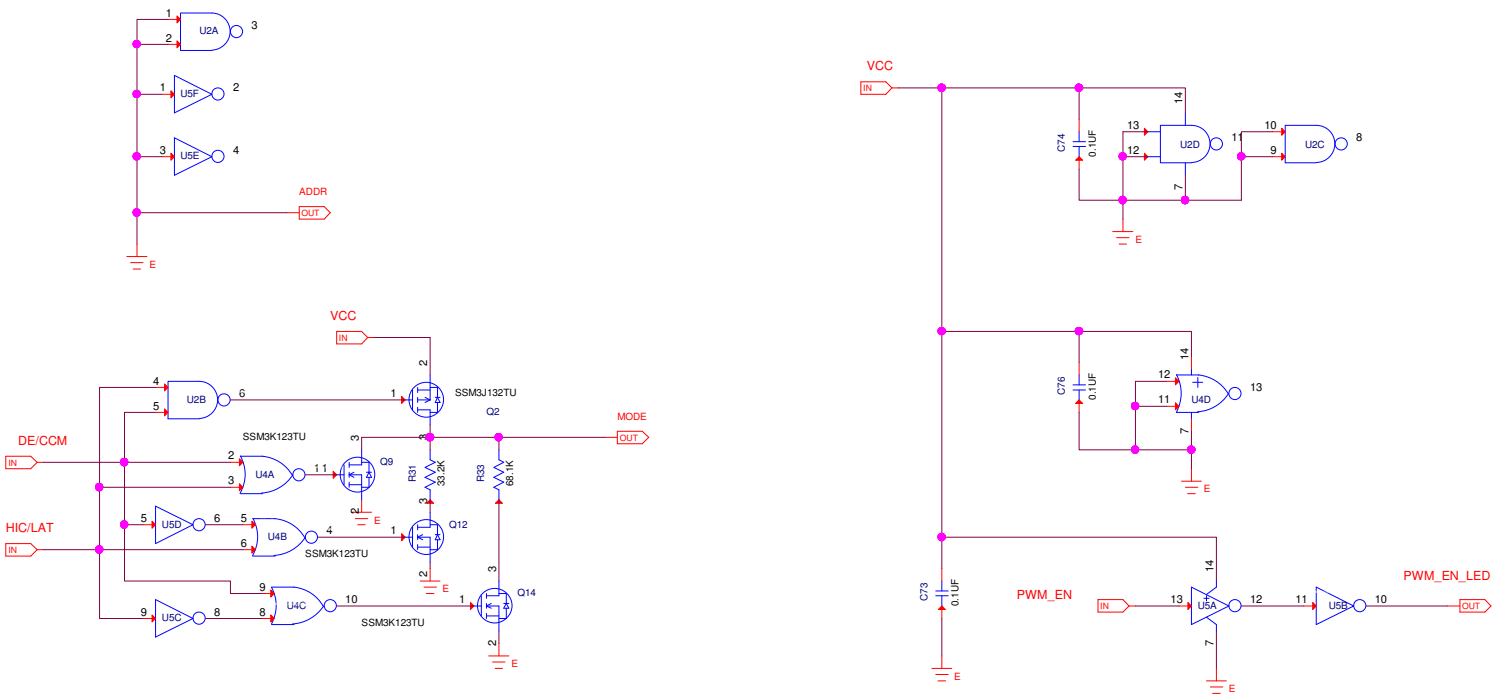 1
2
U2A
3
1
U5F
2
3
U5E
4
ADDR
OUT
E
VCC
IN
2
4
5
U2B
6
1
SSM3J132TU
Q2
3
MODE
OUT
DE/CCM
IN
SSM3K123TU
2
3
U4A
1
1
3
Q9
2
E
R31
33.2K
R33
68.1K
HIC/LAT
IN
5
U5D
6
5
6
U4B
4
SSM3K123TU
1
3
Q12
2
E
9
U5C
8
9
8
U4C
10
SSM3K123TU
1
3
Q14
2
E
VCC
IN
C74
0.1UF
14
13
12
U2D
7
11
10
9
U2C
8
E
C76
0.1UF
14
12
11
U4D
13
7
E
C73
0.1UF
E
PWM_EN
IN
13
14
U5A
12
7
E
11
U5B
10
PWM_EN_LED
OUT